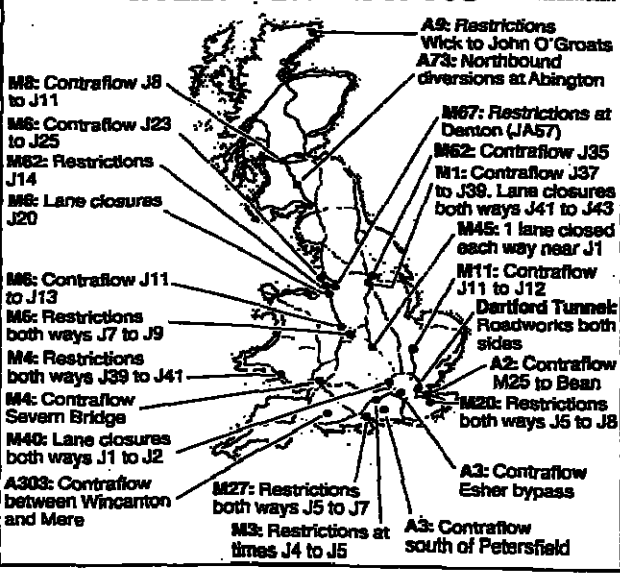 A9: Restrictions
Wick to John O'Groats
A73: Northbound
diversions at Abington
M8: Contraflow J8
to J11
M6: Contraflow J23
to J25
M62: Restrictions
J14
M6: Lane closures
J20
M67: Restrictions at
Denton (JA57)
M62: Contraflow J35
M1: Contraflow J37
to J39. Lane closures
both ways J41 to J43
M45: 1 lane closed
each way near J1
M11: Contraflow
J11 to J12
Dartford Tunnel:
Roadworks both
sides
A2: Contraflow
M25 to Bean
M20: Restrictions
both ways J5 to J8
M6: Contraflow J11
to J13
M5: Restrictions
both ways J7 to J9
M4: Restrictions
both ways J39 to J41
M4: Contraflow
Severn Bridge
M40: Lane closures
both ways J1 to J2
A303: Contraflow
between Wincanton
and Mere
M27: Restrictions
both ways J5 to J7
M3: Restrictions at
times J4 to J5
A3: Contraflow
Esher bypass
A3: Contraflow
south of Petersfield